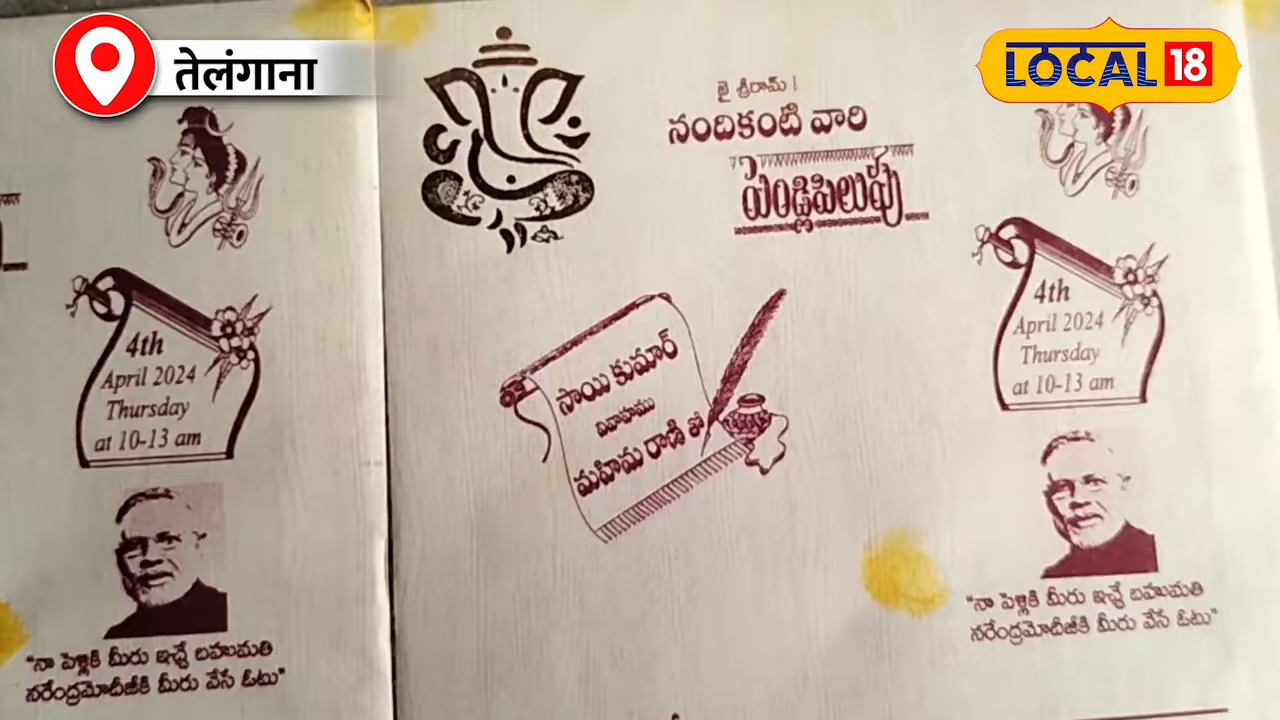 तेलंगाना
LOCAL 18
4th
April 2024
Thursday
at 10-13 am
"నా పెళ్లికి మీరు ఇచ్చే బహుమతి
నరేంద్రమోదీజీకి మీరు వేసే ఓటు"
జై శ్రీరామ్ !
నందికంటి వారి
పెండ్లిపిలుపు
సాయి కుమార్
వివాహము
మహిమ రాణి తో
4th
April 2024
Thursday
at 10-13 am
"నా పెళ్లికి మీరు ఇచ్చే బహుమతి
నరేంద్రమోదీజీకి మీరు వేసే ఓటు"